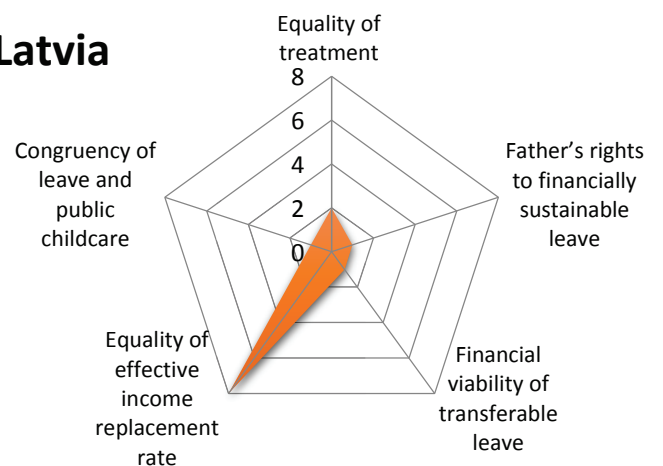 Latvia
Equality of
treatment
8
6
4
2
0
Father's rights
to financially
sustainable
leave
Financial
viability of
transferable
leave
Equality of
effective
income
replacement
rate
Congruency of
leave and
public
childcare